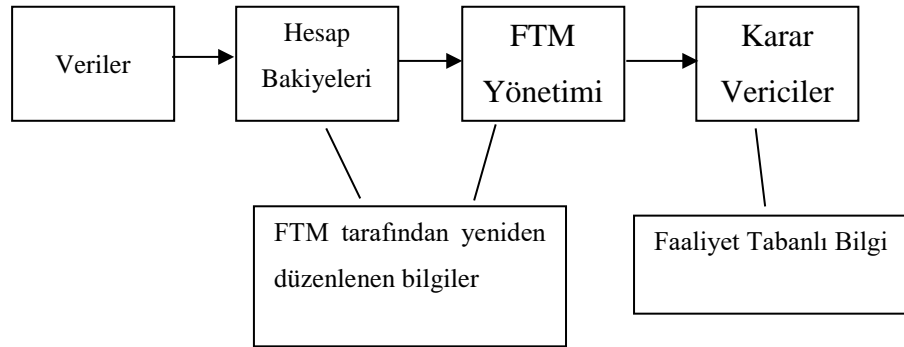 Veriler
Hesap
Bakiyeleri
FTM
Yönetimi
Karar
Vericiler
FTM tarafından yeniden
düzenlenen bilgiler
Faaliyet Tabanlı Bilgi